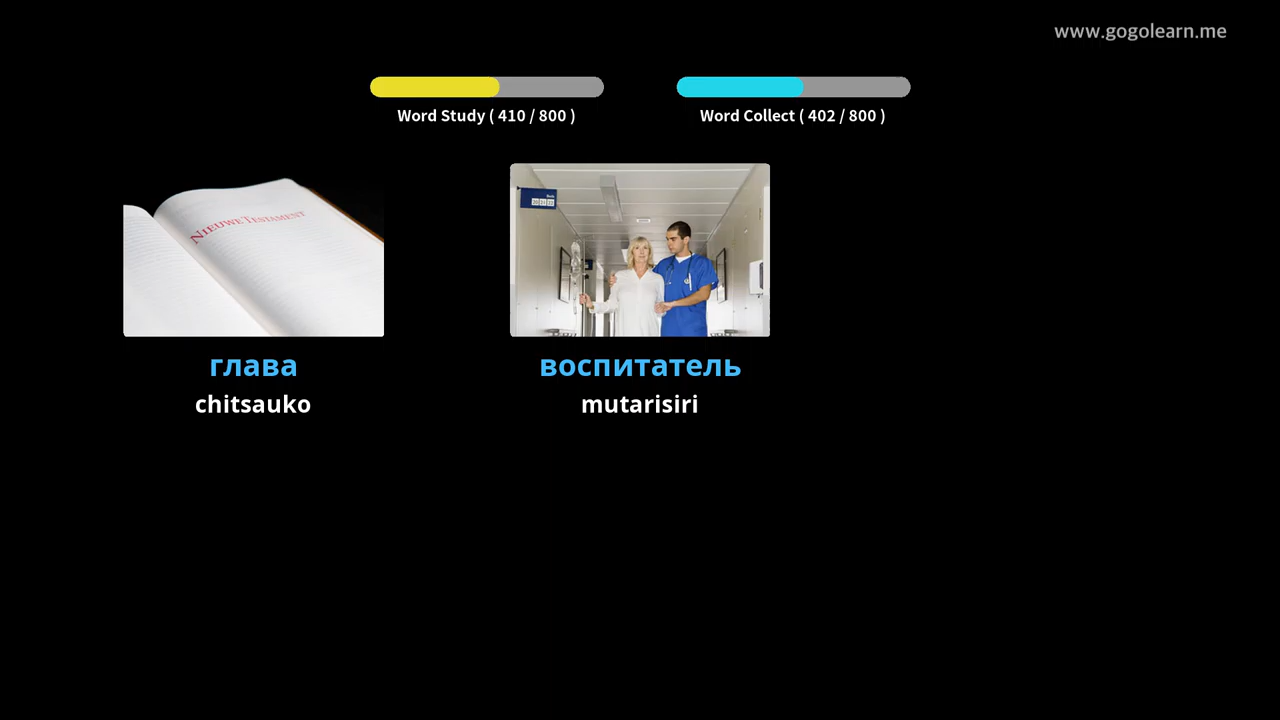 www.gogolearn.me
Word Study ( 410 / 800 )
Word Collect ( 402 / 800 )
NIEUWE TESTAMENT
глава
воспитатель
chitsauko
mutarisiri